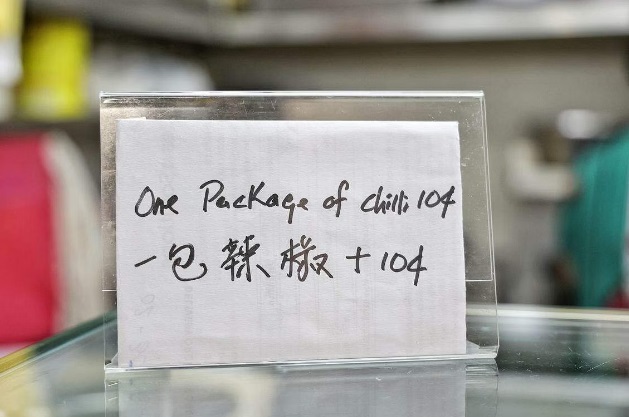 One Package of chilli 10¢
一包辣椒+10¢